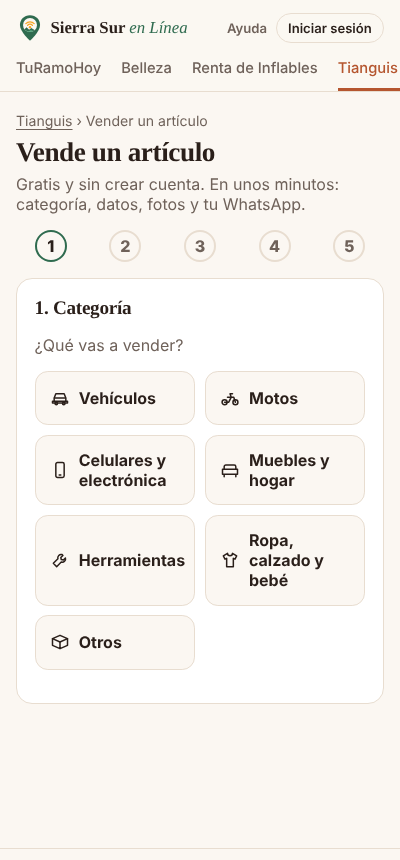 Sierra Sur en Línea
Ayuda
Iniciar sesión
TuRamoHoy
Belleza
Renta de Inflables
Tianguis
Tianguis › Vender un artículo
Vende un artículo
Gratis y sin crear cuenta. En unos minutos:
categoría, datos, fotos y tu WhatsApp.
1
2
3
4
5
1. Categoría
¿Qué vas a vender?
Vehículos
Motos
Celulares y
electrónica
Muebles y
hogar
Herramientas
Ropa,
calzado y
bebé
Otros